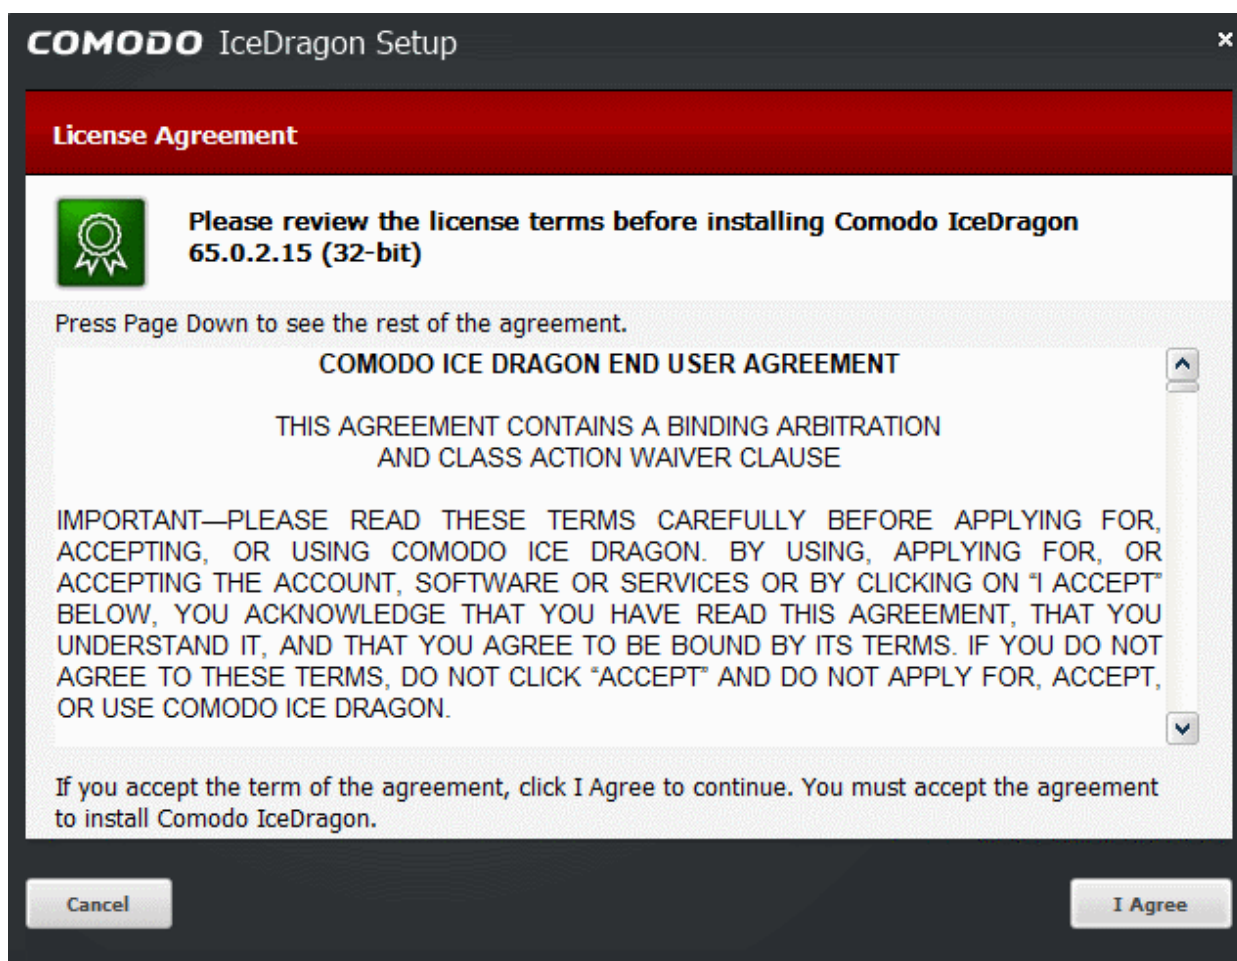 COMODO IceDragon Setup
License Agreement
Please review the license terms before installing Comodo IceDragon
65.0.2.15 (32-bit)
Press Page Down to see the rest of the agreement.
COMODO ICE DRAGON END USER AGREEMENT
THIS AGREEMENT CONTAINS A BINDING ARBITRATION
AND CLASS ACTION WAIVER CLAUSE
IMPORTANT—PLEASE READ THESE TERMS CAREFULLY BEFORE APPLYING FOR,
ACCEPTING, OR USING COMODO ICE DRAGON. BY USING, APPLYING FOR, OR
ACCEPTING THE ACCOUNT, SOFTWARE OR SERVICES OR BY CLICKING ON “I ACCEPT”
BELOW, YOU ACKNOWLEDGE THAT YOU HAVE READ THIS AGREEMENT, THAT YOU
UNDERSTAND IT, AND THAT YOU AGREE TO BE BOUND BY ITS TERMS. IF YOU DO NOT
AGREE TO THESE TERMS, DO NOT CLICK “ACCEPT” AND DO NOT APPLY FOR, ACCEPT,
OR USE COMODO ICE DRAGON.
If you accept the term of the agreement, click I Agree to continue. You must accept the agreement
to install Comodo IceDragon.
Cancel
I Agree